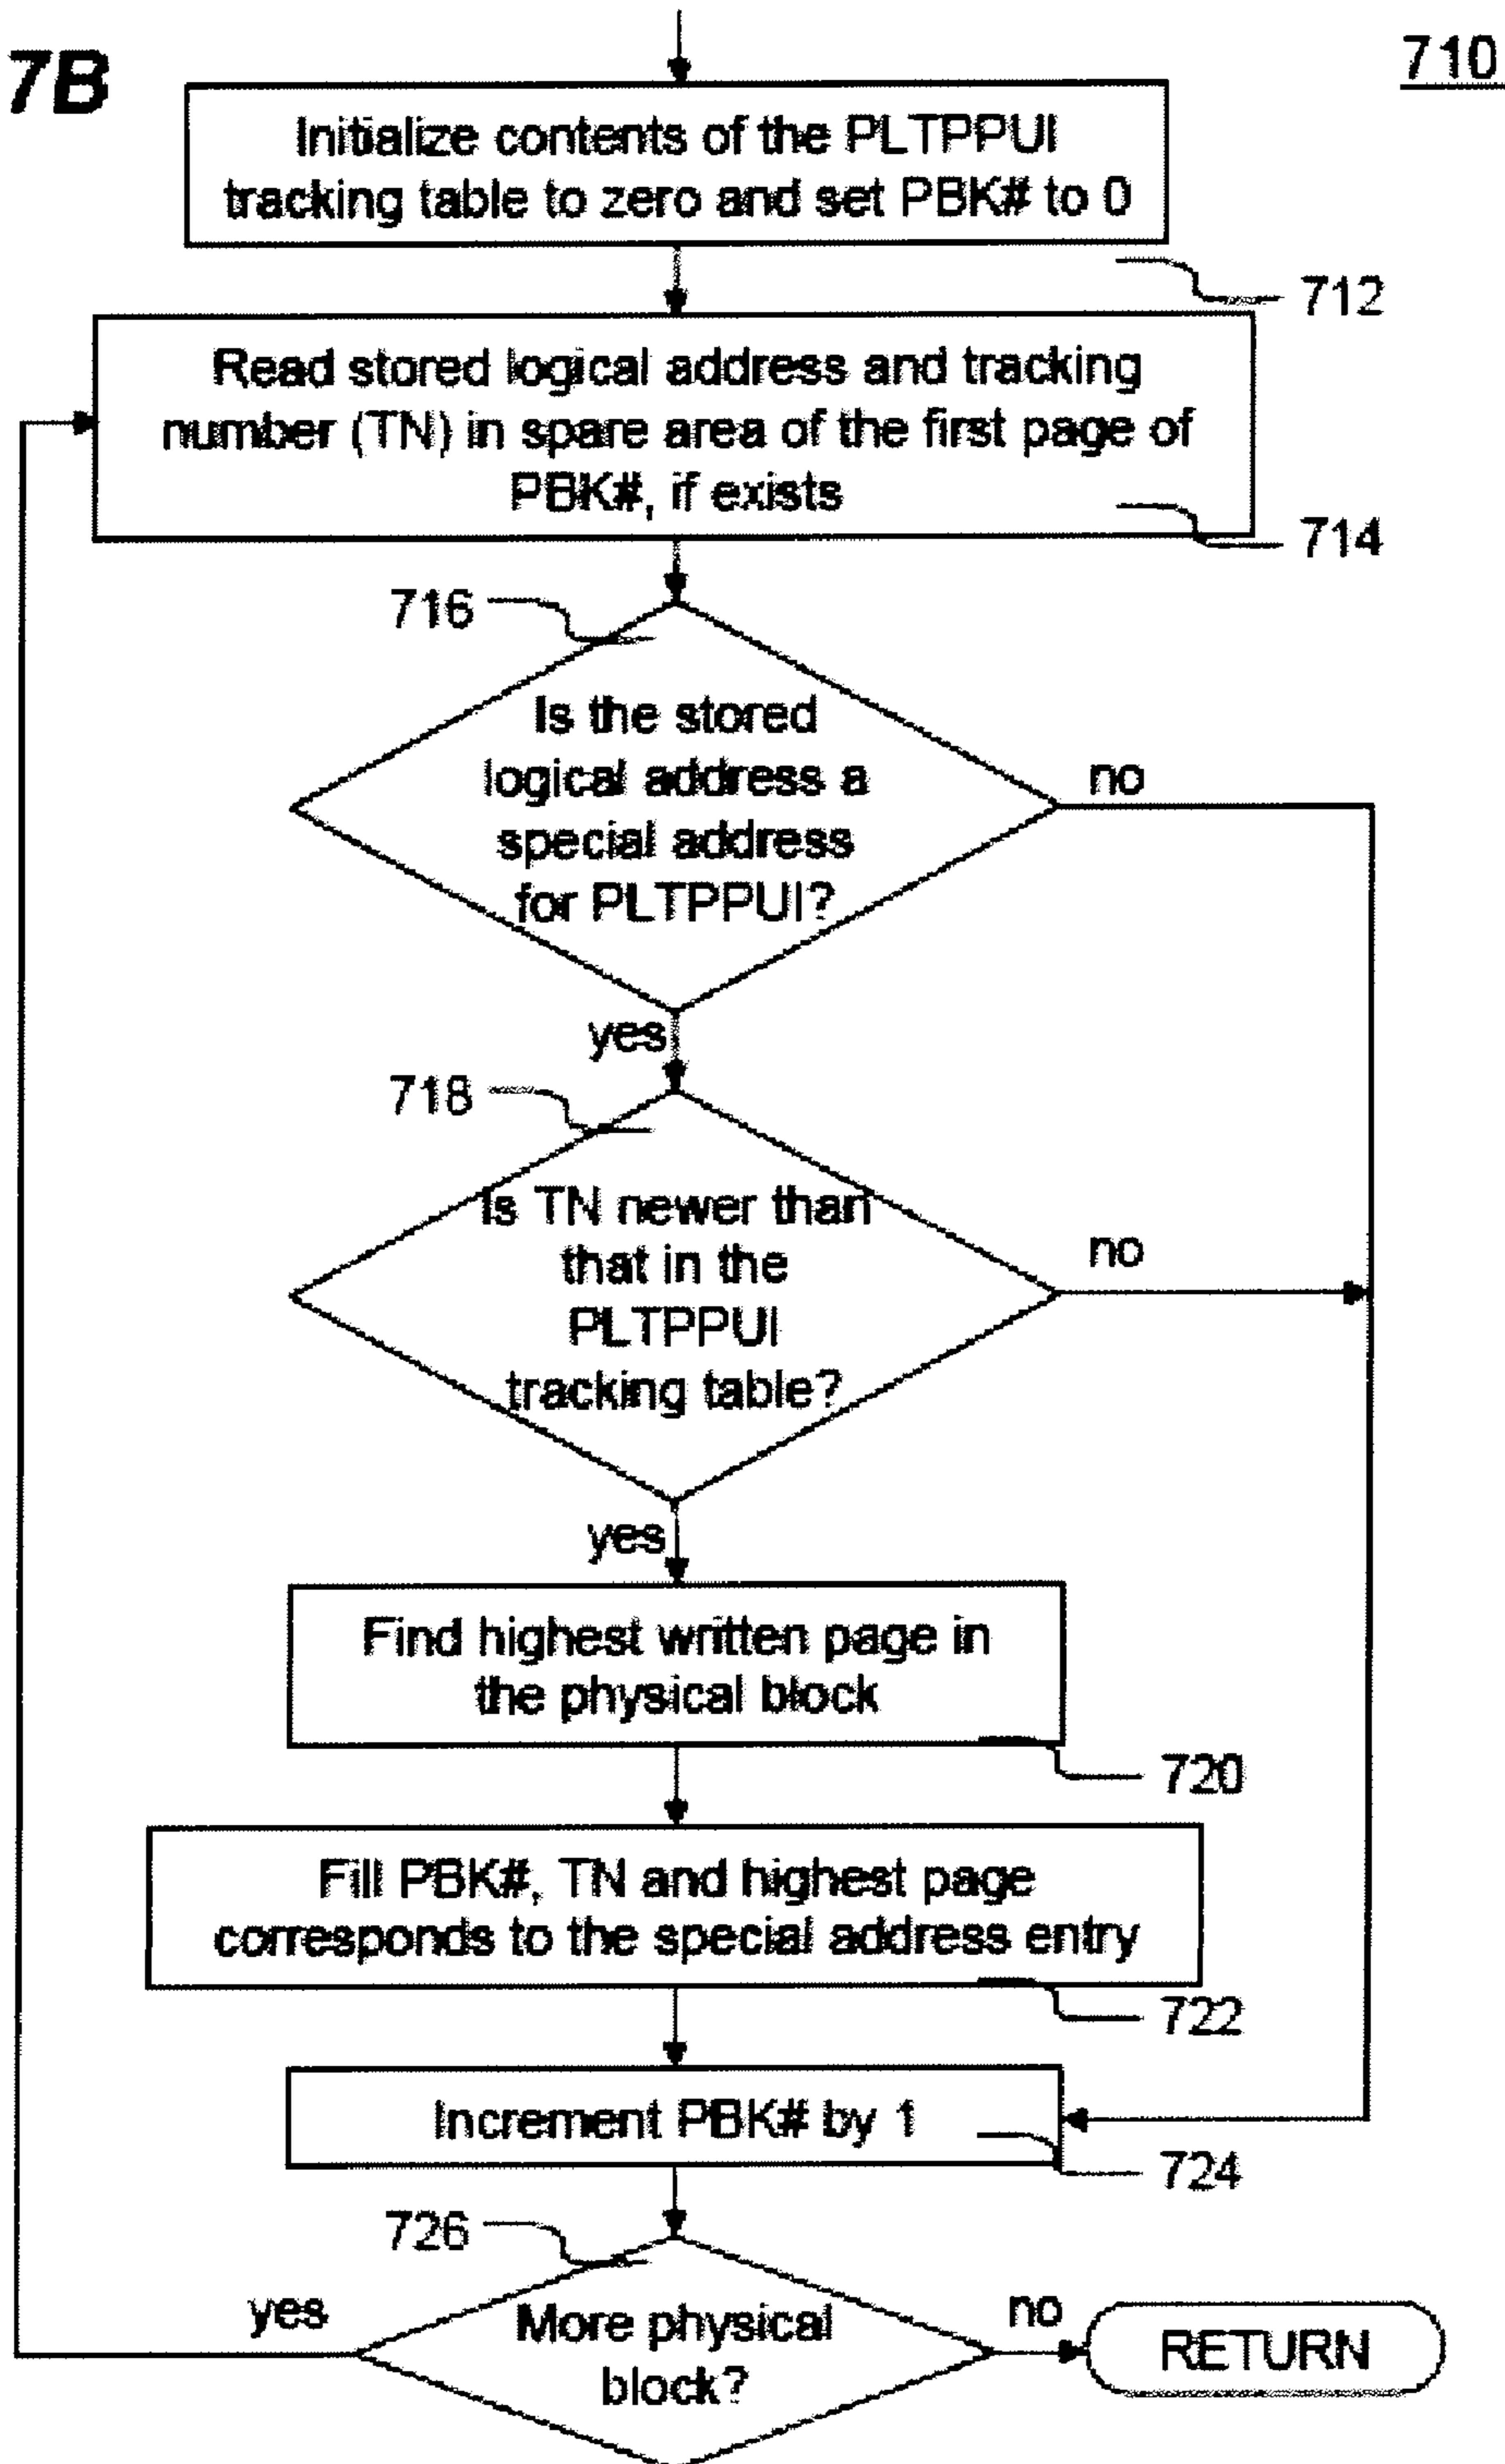 7B
710
Initialize contents of the PLTPPUI
tracking table to zero and set PBK# to 0
712
Read stored logical address and tracking
number (TN) in spare area of the first page of
PBK#, if exists
714
716
Is the stored
logical address a
special address
for PLTPPUI?
no
yes
718
Is TN newer than
that in the
PLTPPUI
tracking table?
no
yes
Find highest written page in
the physical block
720
Fill PBK#, TN and highest page
corresponds to the special address entry
722
Increment PBK# by 1
724
726
yes
More physical
block?
no
RETURN